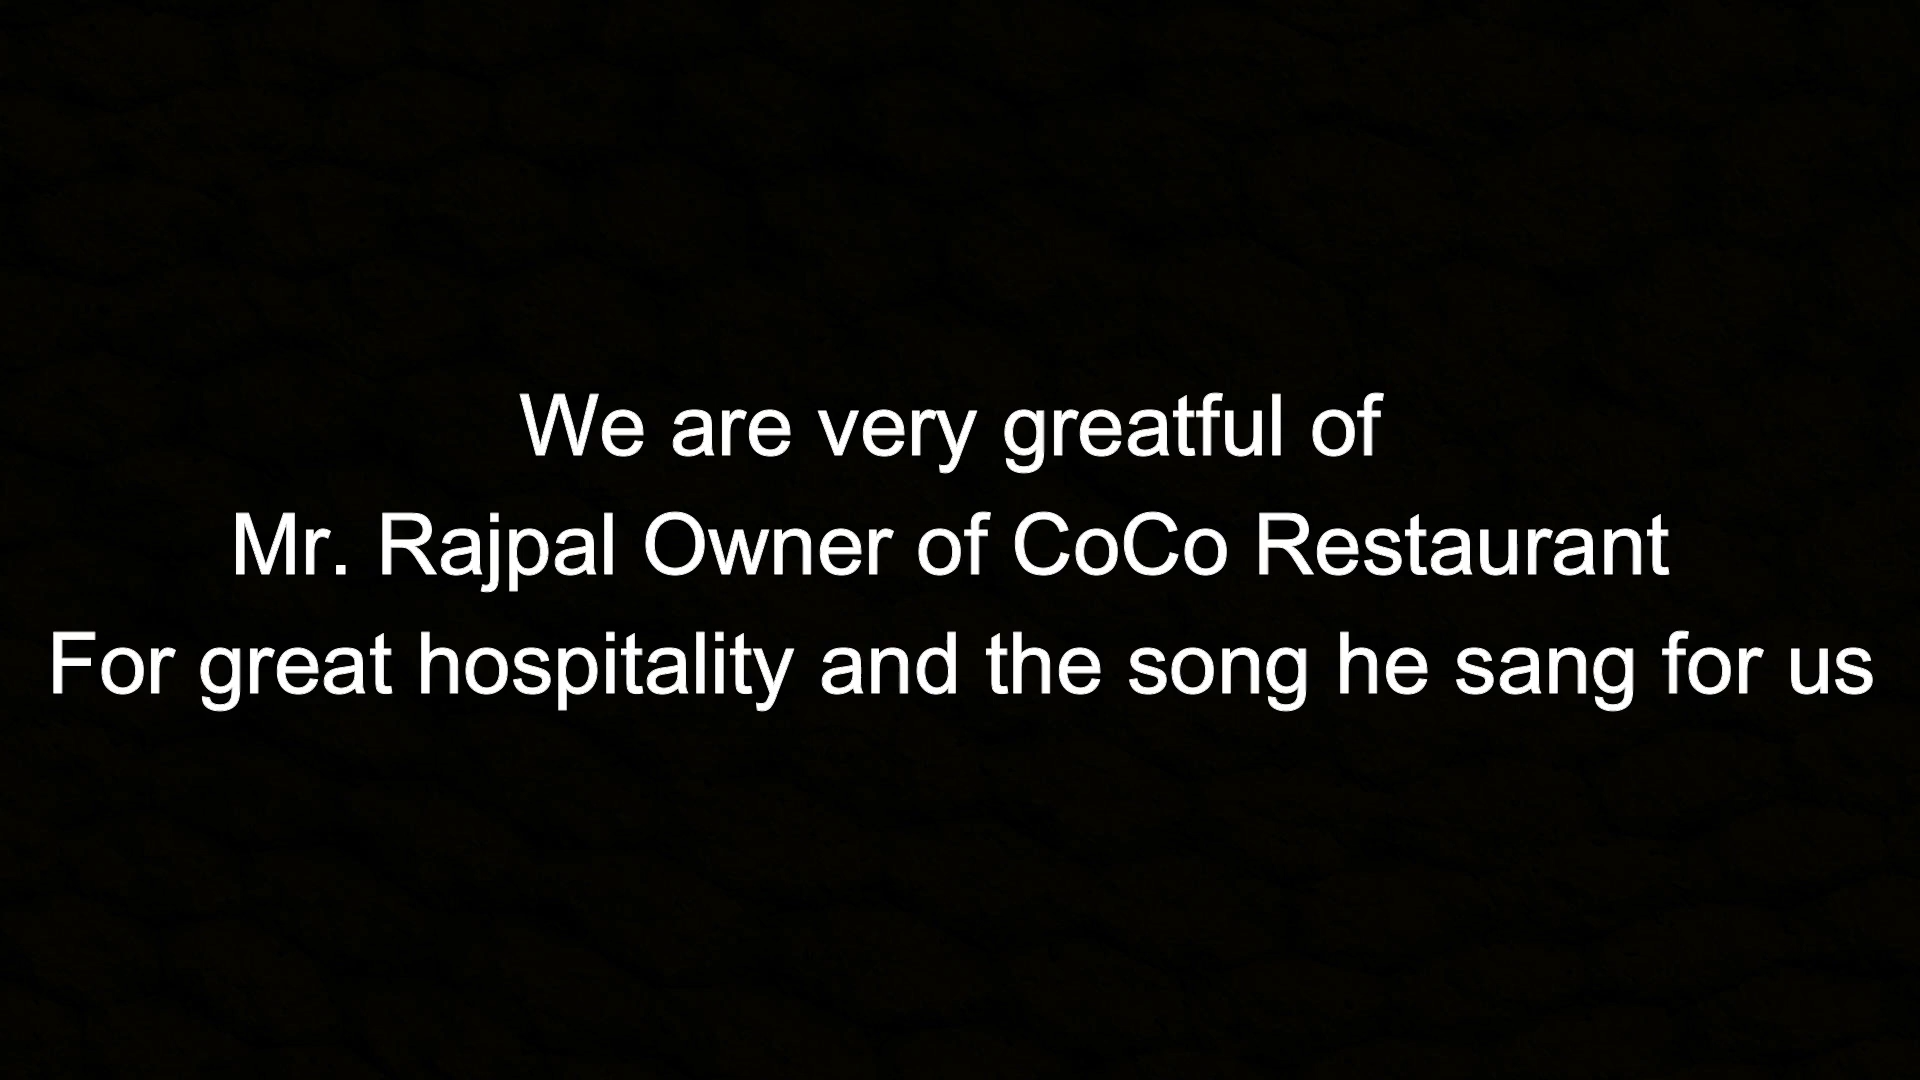 We are very greatful of
Mr. Rajpal Owner of CoCo Restaurant
For great hospitality and the song he sang for us